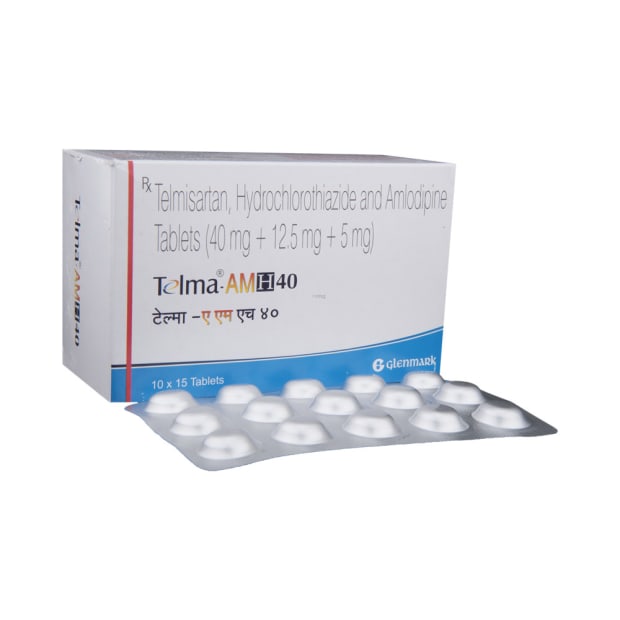 Rx Telmisartan, Hydrochlorothiazide and Amlodipine
Tablets (40 mg + 12.5 mg + 5 mg)
Telma®-AMH40
टेल्मा -ए एम एच ४०
10 x 15 Tablets
Glenmark
Telma-AMH40